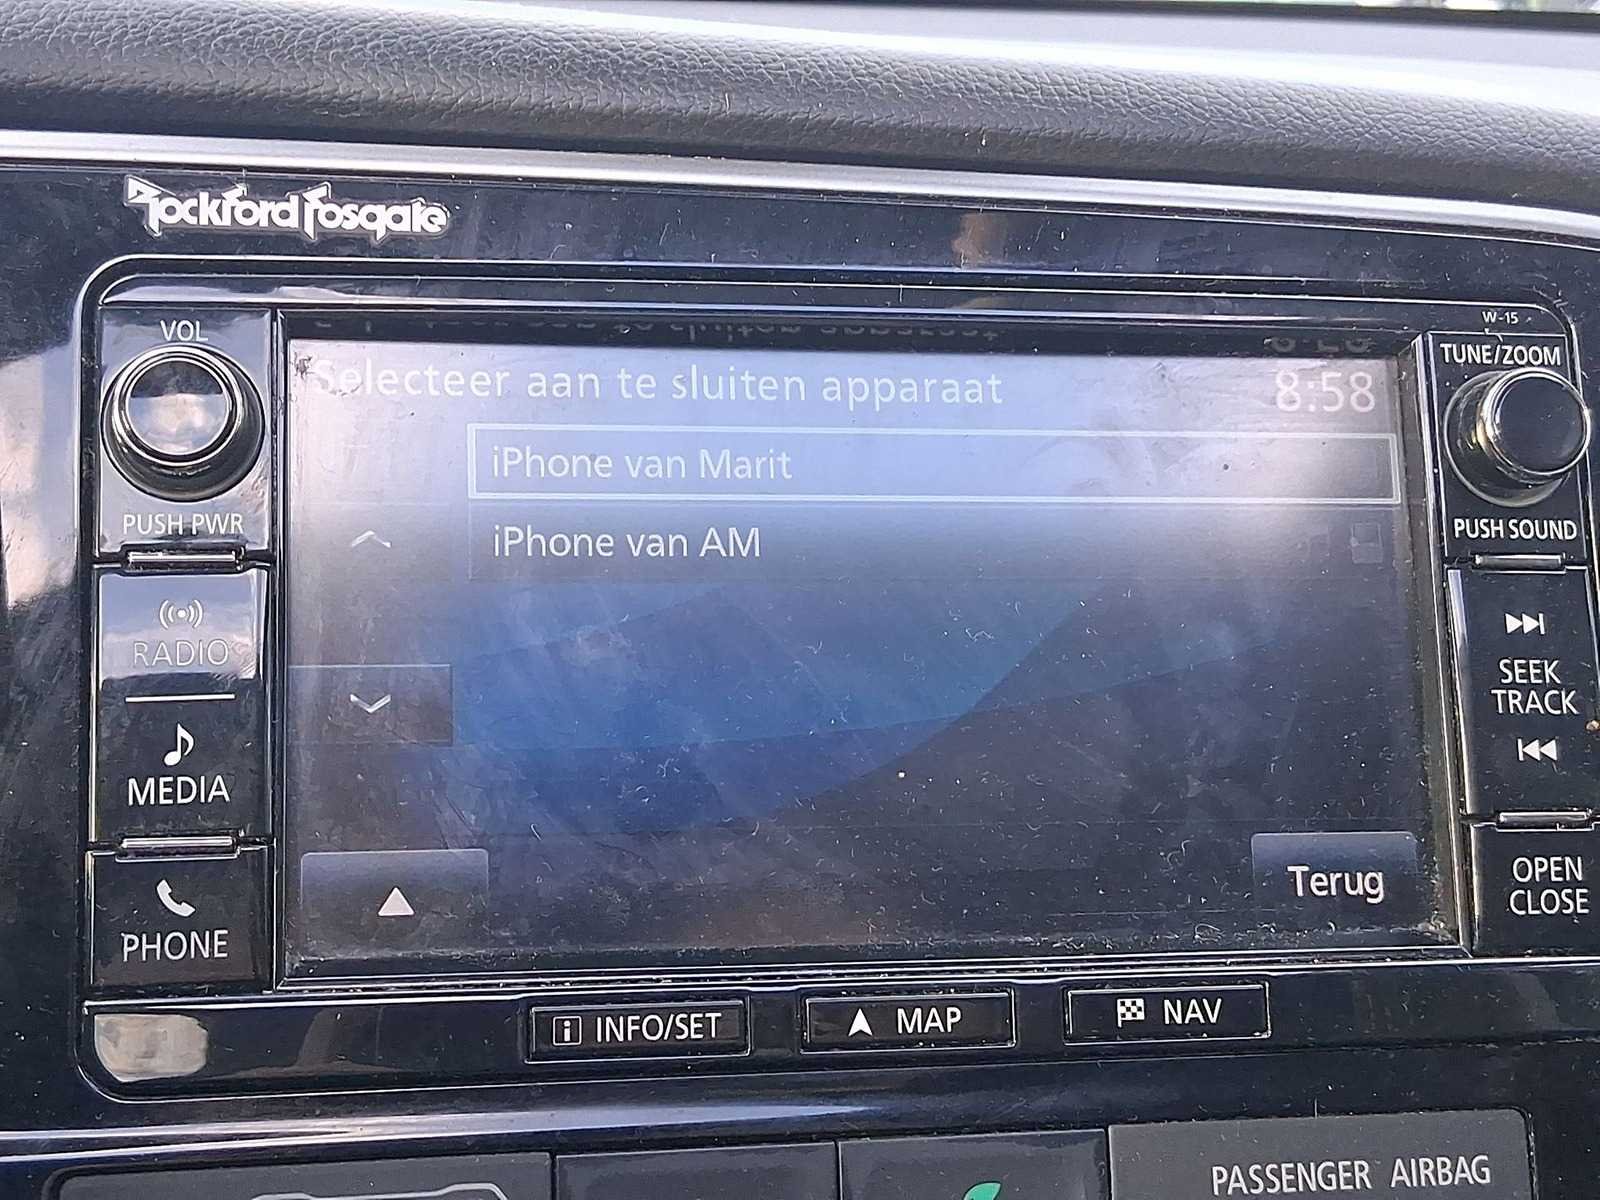 Rockford Fosgate
W-15
VOL
TUNE/ZOOM
Selecteer aan te sluiten apparaat
8:58
iPhone van Marit
PUSH PWR
PUSH SOUND
iPhone van AM
RADIO
SEEK
TRACK
MEDIA
OPEN
CLOSE
Terug
PHONE
i INFO/SET
MAP
NAV
PASSENGER AIRBAG